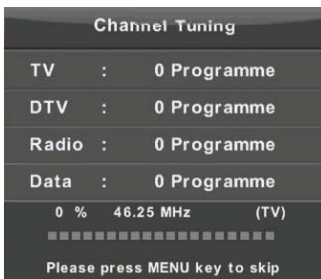 Channel Tuning
TV : 0 Programme
DTV : 0 Programme
Radio : 0 Programme
Data : 0 Programme
0 % 46.25 MHz (TV)
Please press MENU key to skip